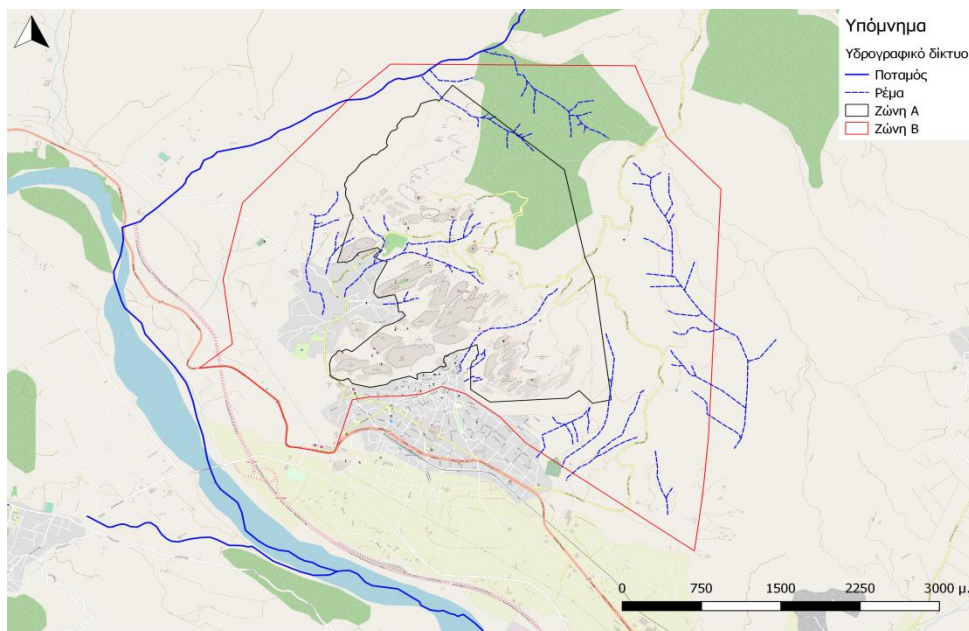 Υπόμνημα
Υδρογραφικό δίκτυο
Ποταμός
Ρέμα
Ζώνη Α
Ζώνη Β
0 750 1500 2250 3000 μ.